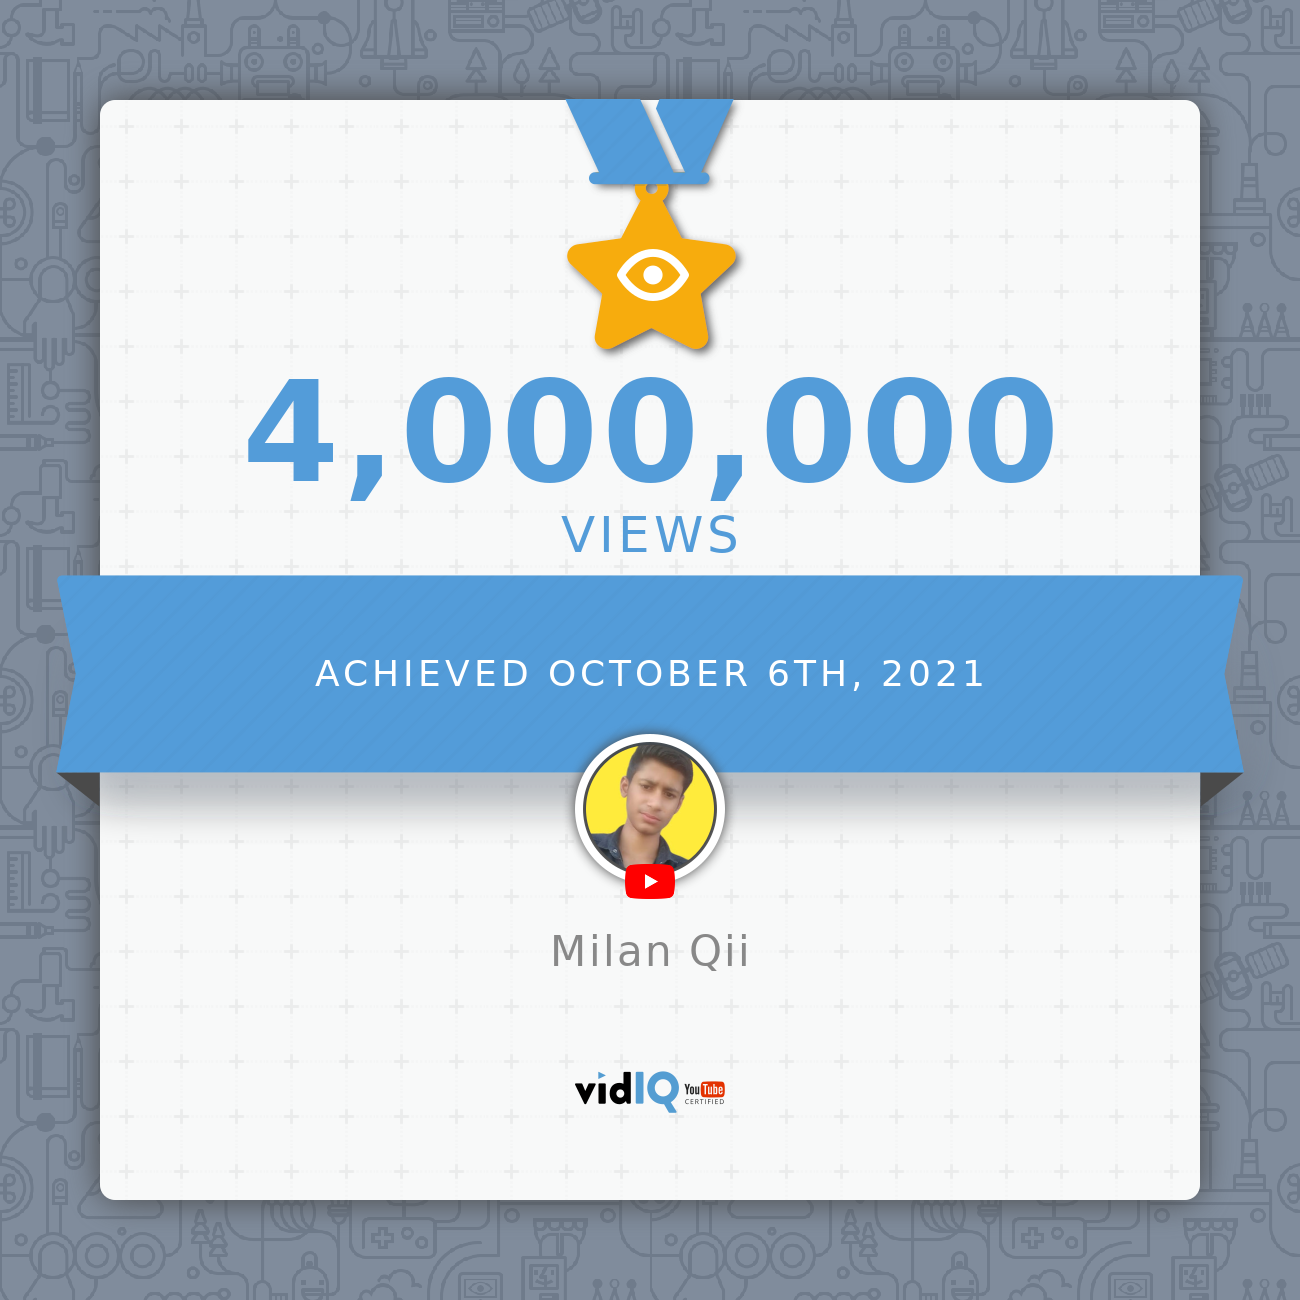 4,000,000
VIEWS
ACHIEVED OCTOBER 6TH, 2021
Milan Qii
vidIQ YouTube
CERTIFIED